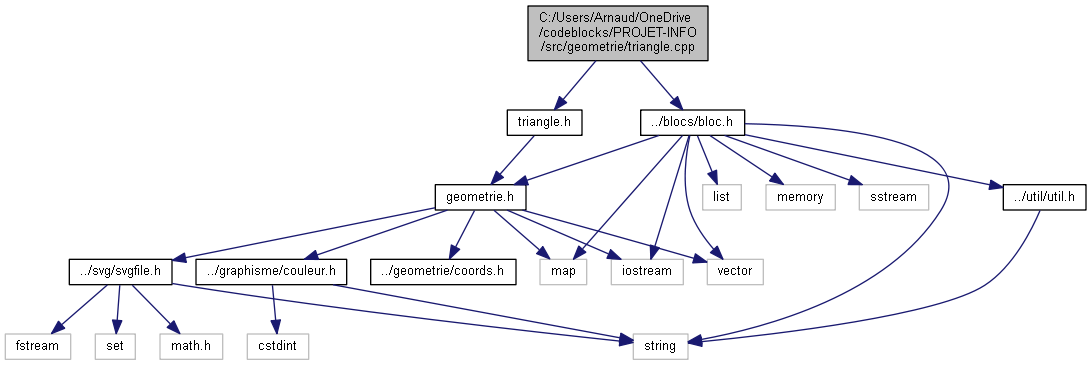 C:/Users/Arnaud/OneDrive
/codeblocks/PROJET-INFO
/src/geometrie/triangle.cpp
triangle.h
../blocs/bloc.h
geometrie.h
list
memory
sstream
../util/util.h
../svg/svgfile.h
../graphisme/couleur.h
../geometrie/coords.h
map
iostream
vector
fstream
set
math.h
cstdint
string